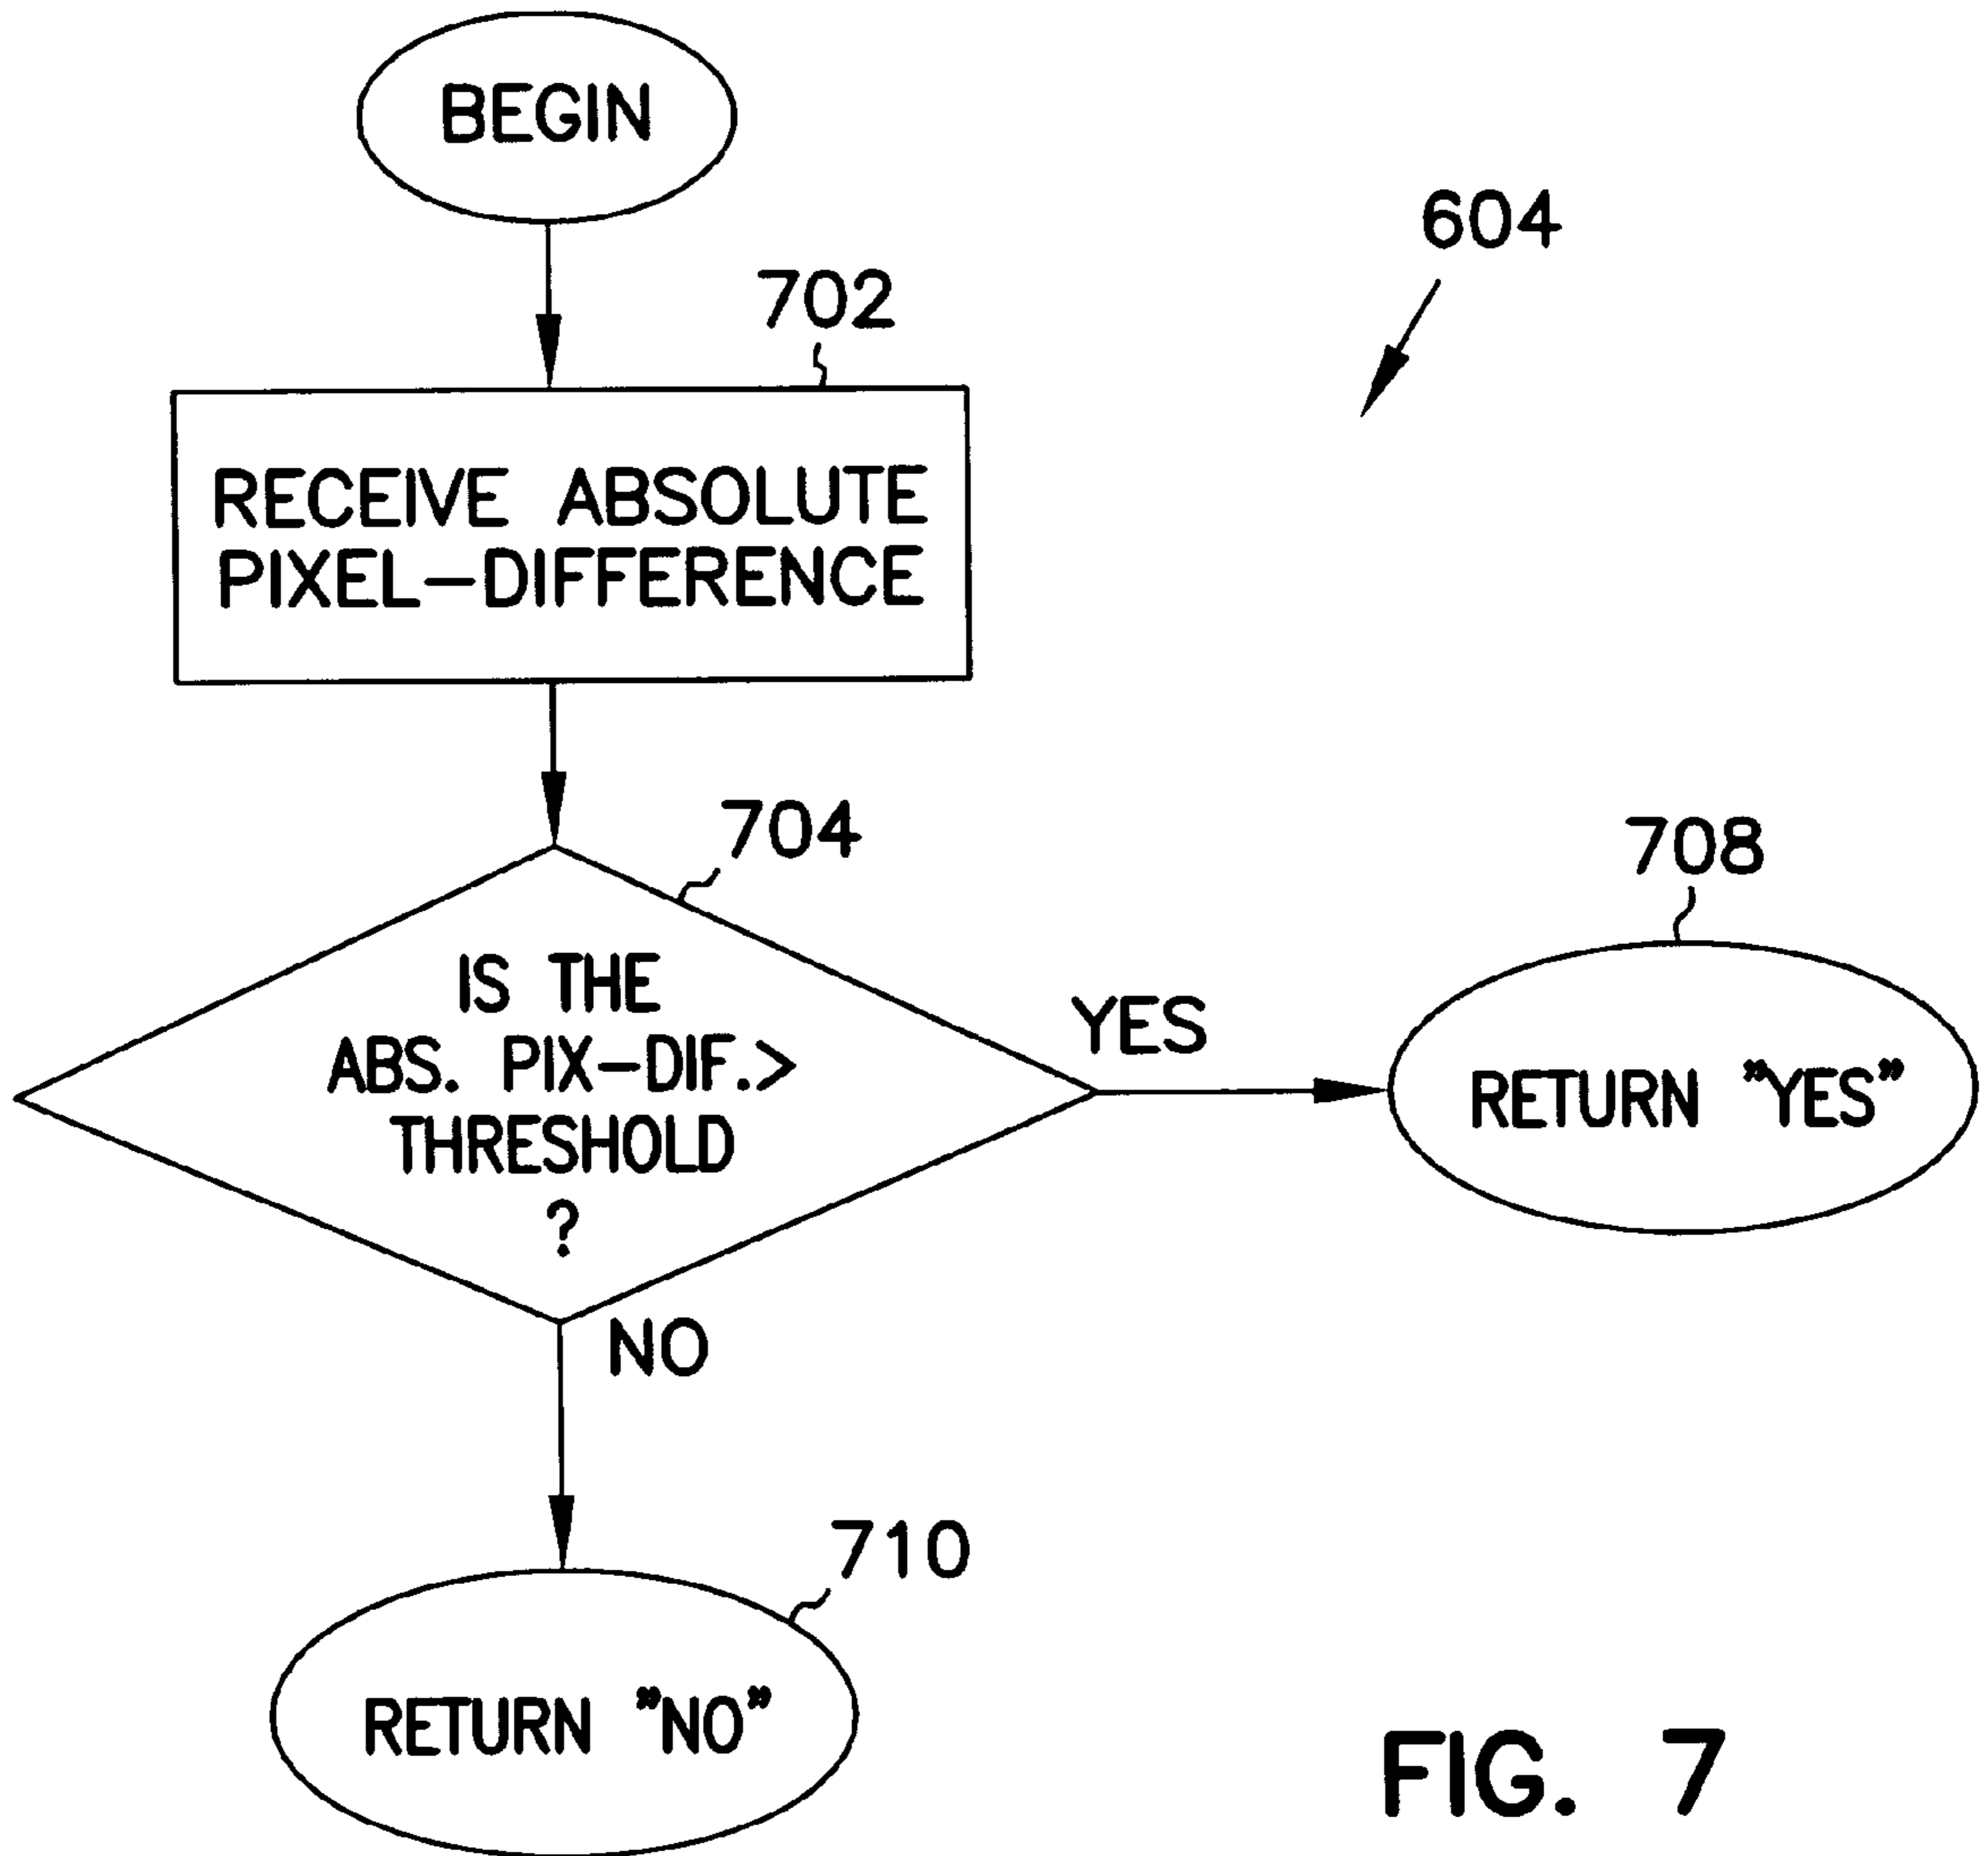 BEGIN
604
702
RECEIVE ABSOLUTE
PIXEL-DIFFERENCE
704
708
IS THE
ABS. PIX-DIF.>
THRESHOLD
?
YES
RETURN "YES"
NO
710
RETURN "NO"
FIG. 7